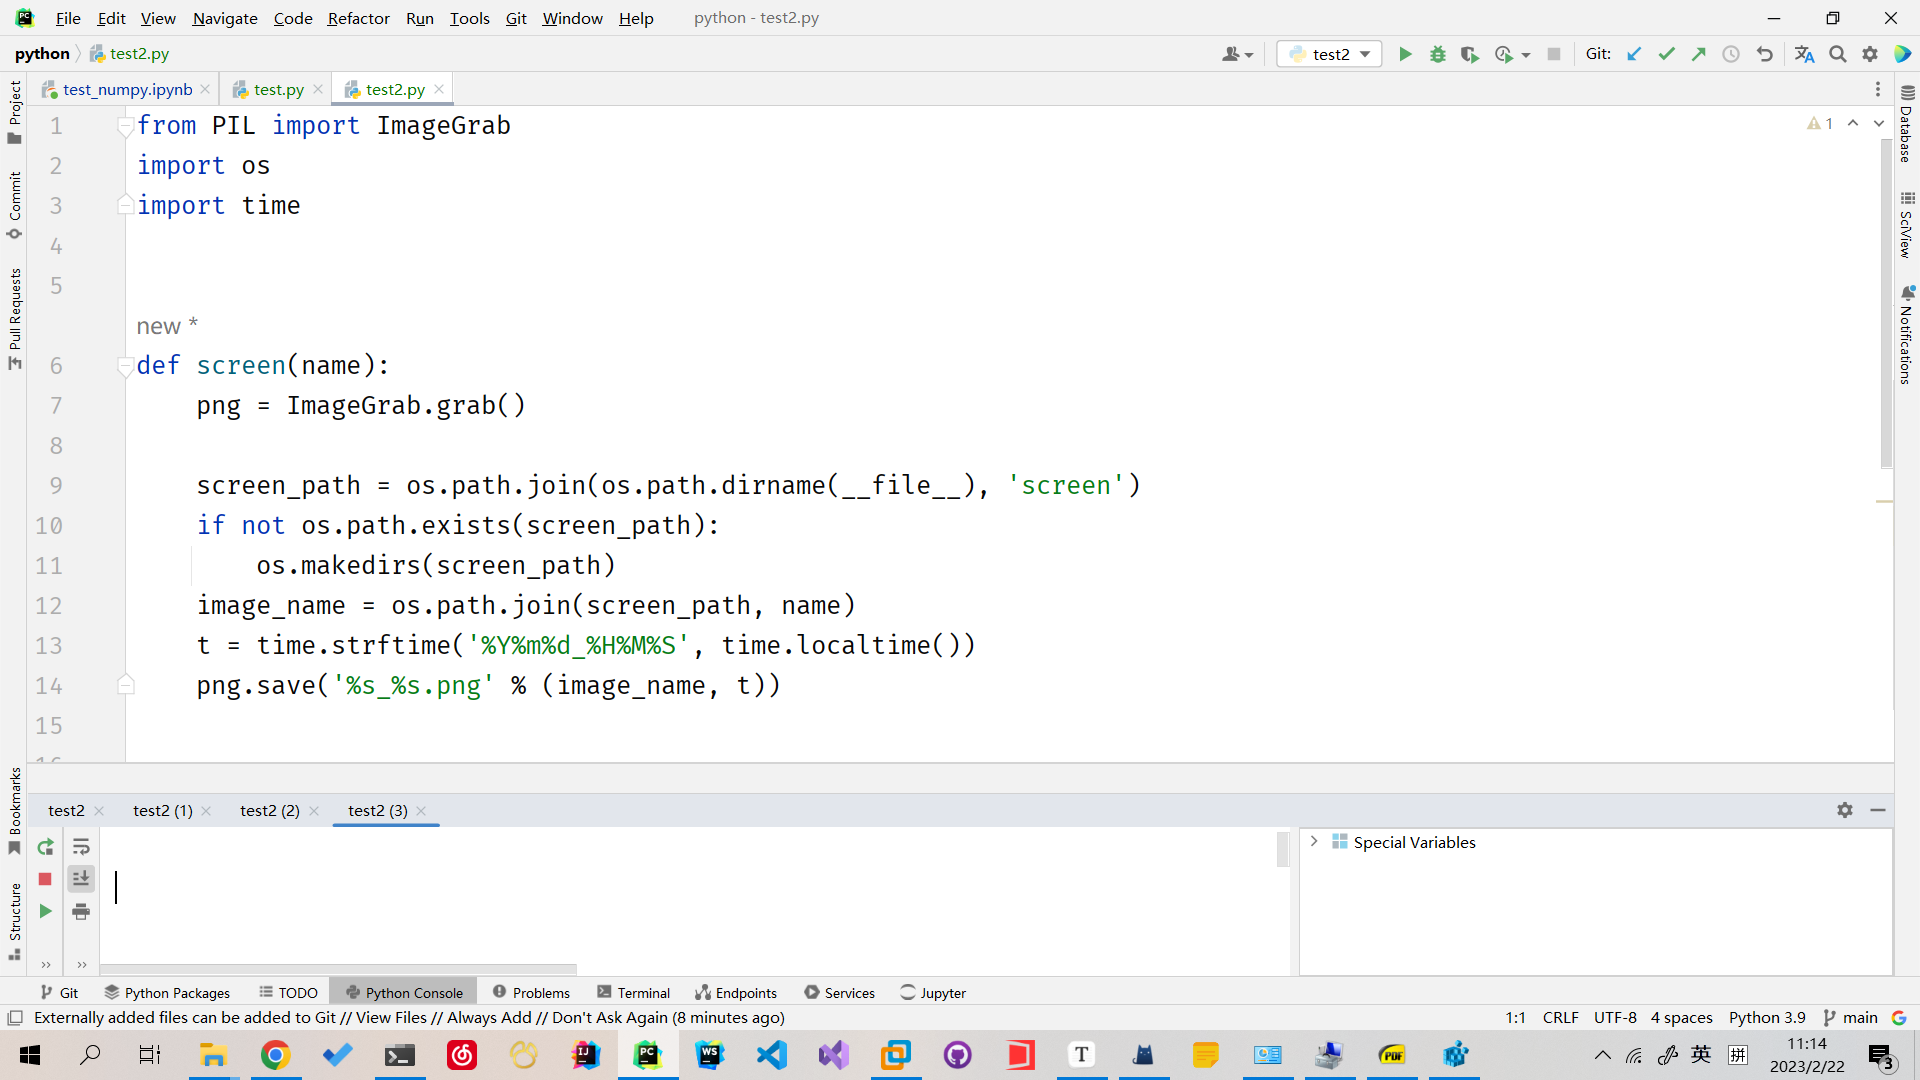 File Edit View Navigate Code Refactor Run Tools Git Window Help python - test2.py
python test2.py
test2
Git:
test_numpy.ipynb test.py test2.py
1 from PIL import ImageGrab
1
2 import os
3 import time
4
5
new *
6 def screen(name):
7 png = ImageGrab.grab()
8
9 screen_path = os.path.join(os.path.dirname(__file__), 'screen')
10 if not os.path.exists(screen_path):
11 os.makedirs(screen_path)
12 image_name = os.path.join(screen_path, name)
13 t = time.strftime('%Y%m%d_%H%M%S', time.localtime())
14 png.save('%s_%s.png' % (image_name, t))
15
Project
Commit
Pull Requests
Bookmarks
Structure
Database
SciView
Notifications
test2 test2 (1) test2 (2) test2 (3)
Special Variables
Git Python Packages TODO Python Console Problems Terminal Endpoints Services Jupyter
Externally added files can be added to Git // View Files // Always Add // Don't Ask Again (8 minutes ago) 1:1 CRLF UTF-8 4 spaces Python 3.9 main
英 拼
11:14
2023/2/22
3